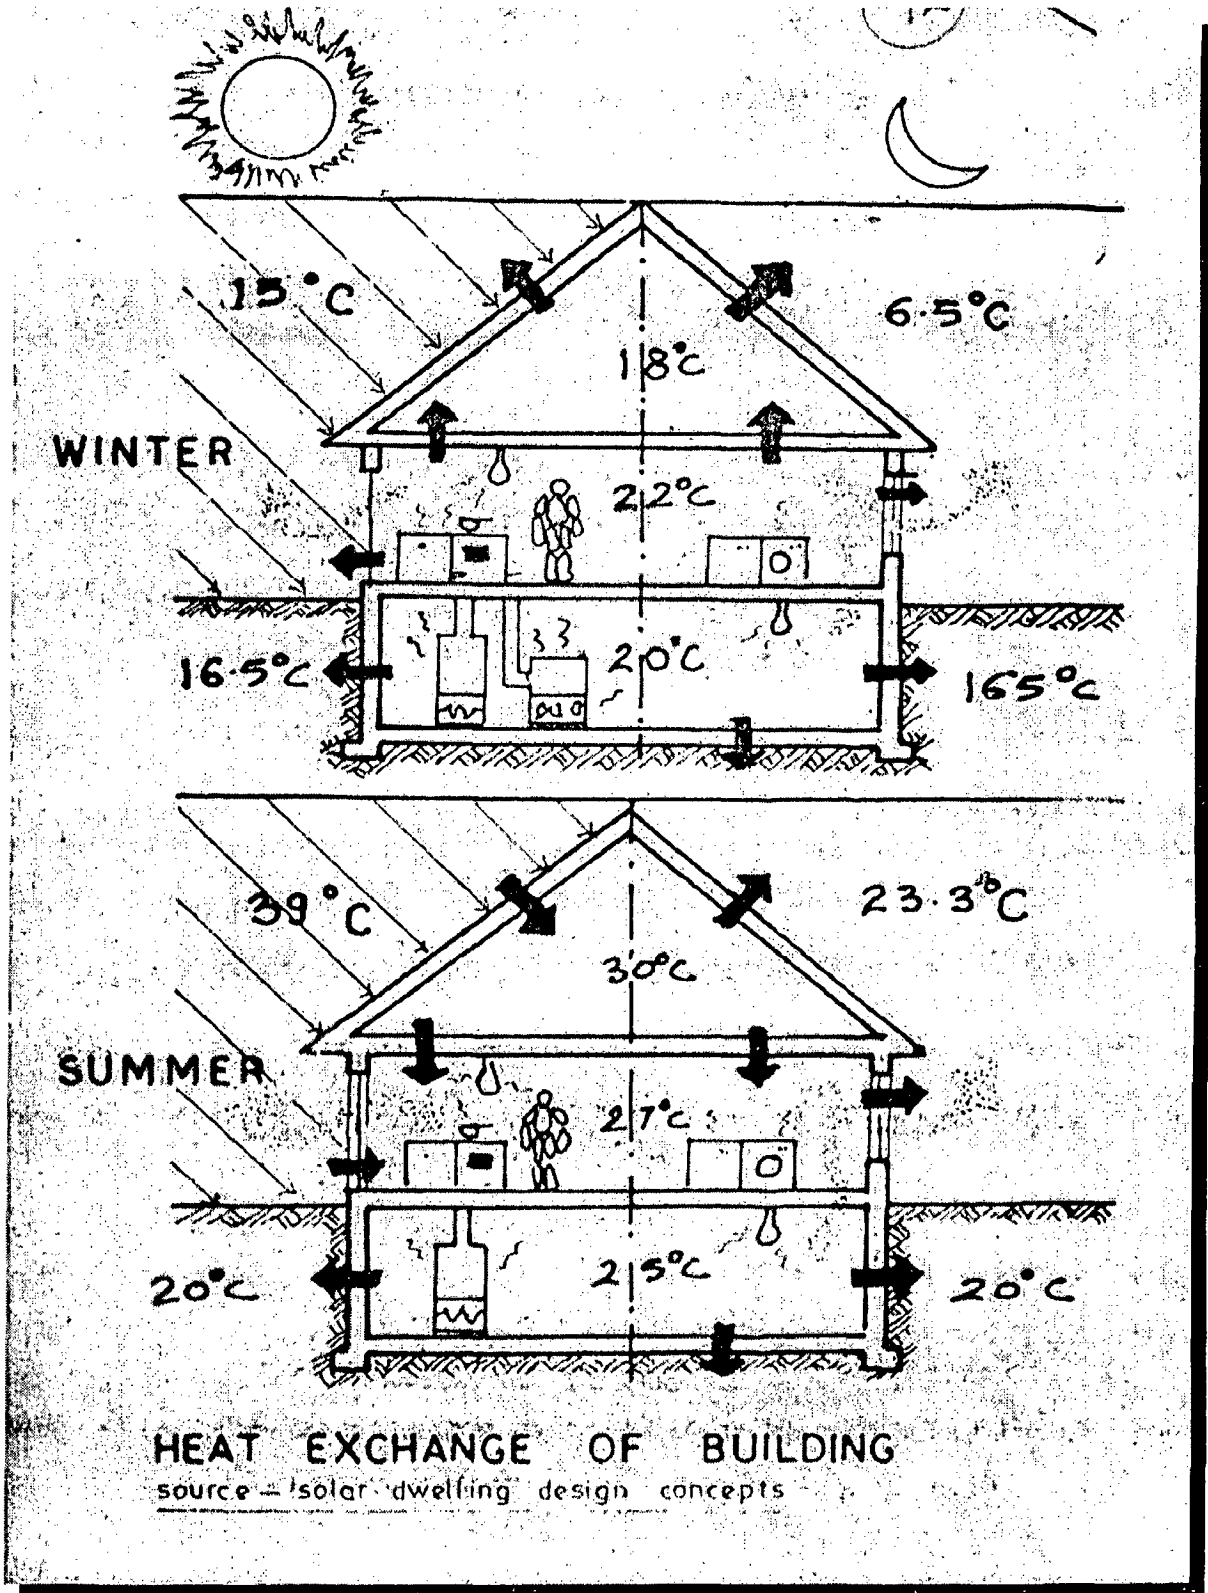 15°C
6.5°C
18°C
WINTER
22°C
20°C
16.5°C
165°C
39°C
23.3°C
30°C
SUMMER
27°C
25°C
20°C
20°C
HEAT EXCHANGE OF BUILDING
source – 'solar dwelling design concepts